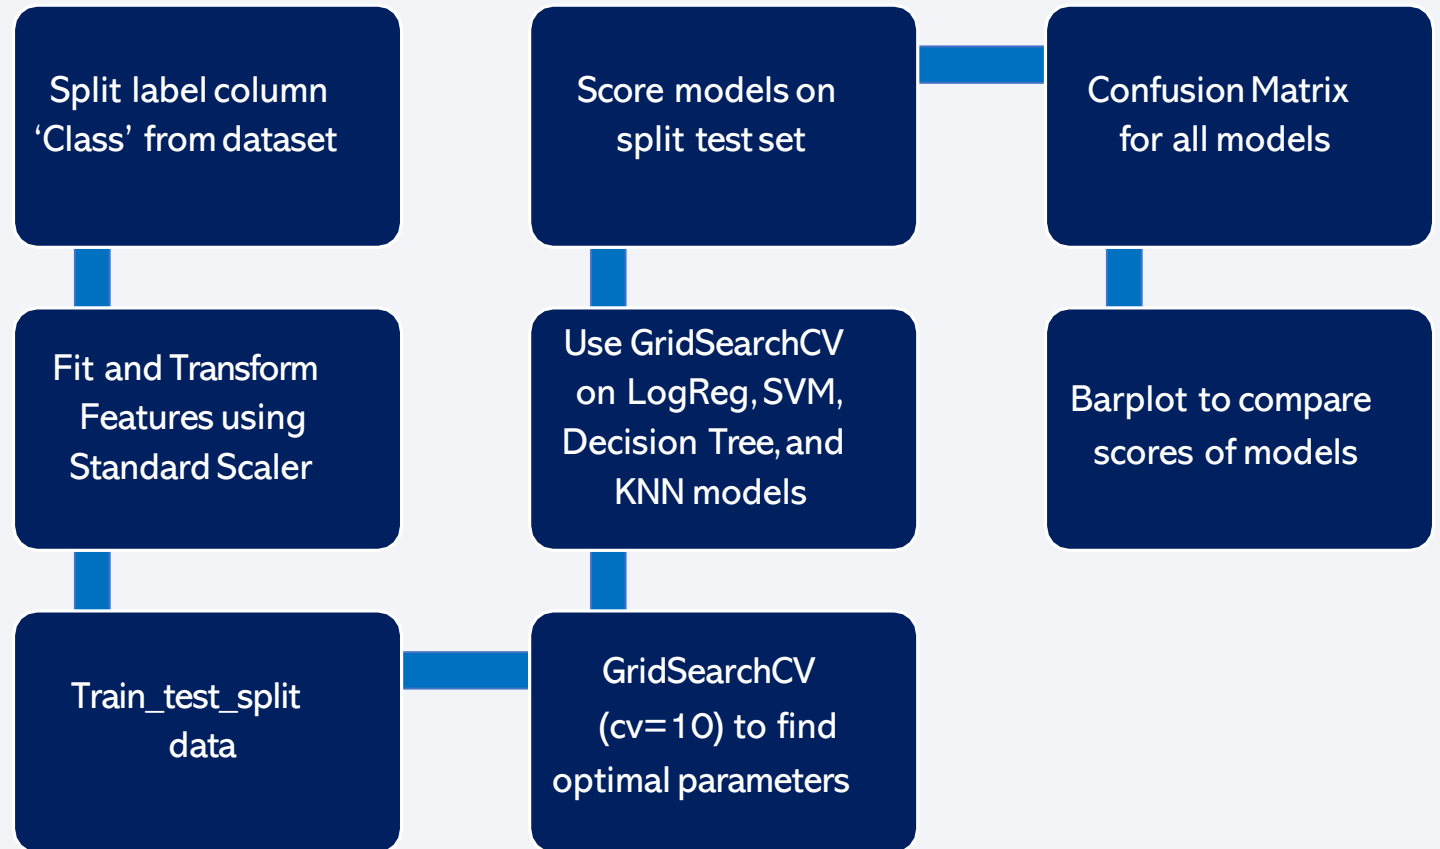 Split label column
‘Class’ from dataset
Fit and Transform
Features using
Standard Scaler
Train_test_split
data
GridSearchCV
(cv=10) to find
optimal parameters
Use GridSearchCV
on LogReg, SVM,
Decision Tree, and
KNN models
Score models on
split test set
Confusion Matrix
for all models
Barplot to compare
scores of models